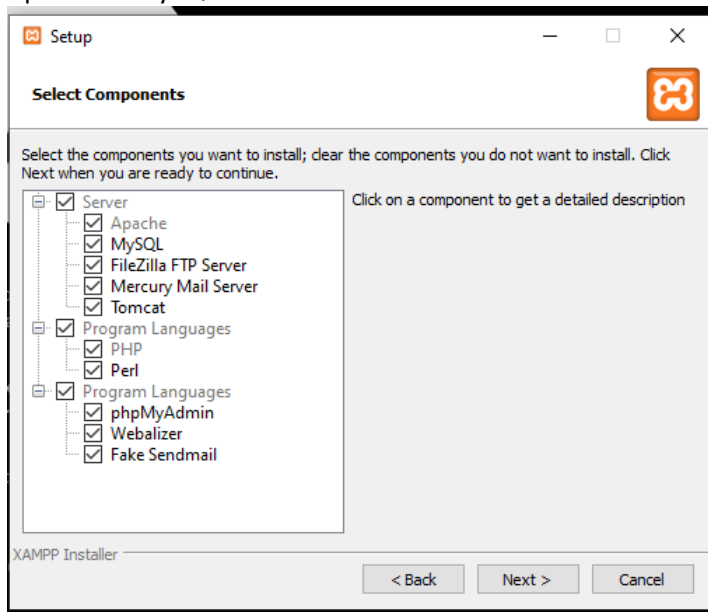 Setup
Select Components
Select the components you want to install; clear the components you do not want to install. Click
Next when you are ready to continue.
Server
Apache
MySQL
FileZilla FTP Server
Mercury Mail Server
Tomcat
Program Languages
PHP
Perl
Program Languages
phpMyAdmin
Webalizer
Fake Sendmail
Click on a component to get a detailed description
XAMPP Installer
< Back Next > Cancel